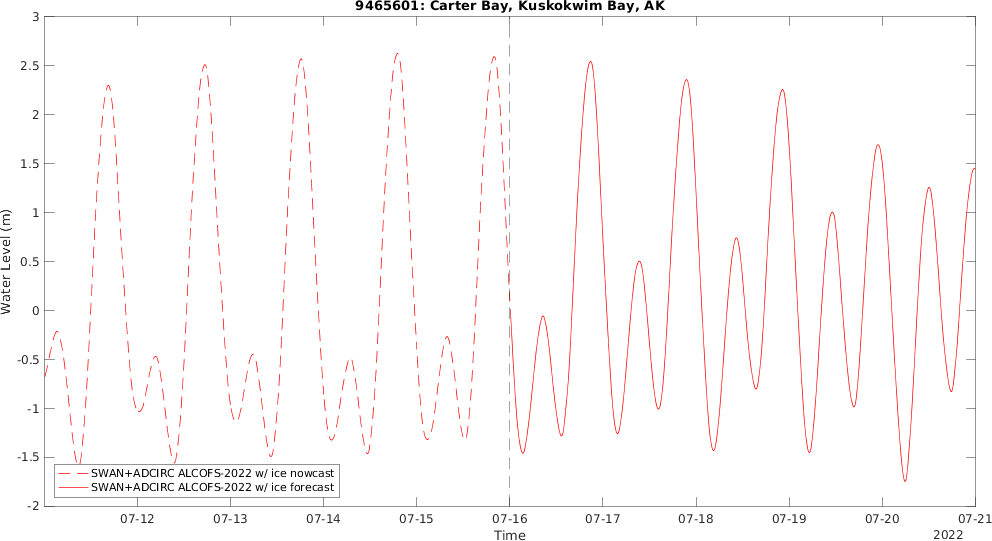 9465601: Carter Bay, Kuskokwim Bay, AK
3
2.5
2
1.5
1
0.5
0
-0.5
-1
-1.5
-2
Water Level (m)
SWAN+ADCIRC ALCOFS-2022 w/ ice nowcast
SWAN+ADCIRC ALCOFS-2022 w/ ice forecast
07-12 07-13 07-14 07-15 07-16 07-17 07-18 07-19 07-20 07-21
Time
2022